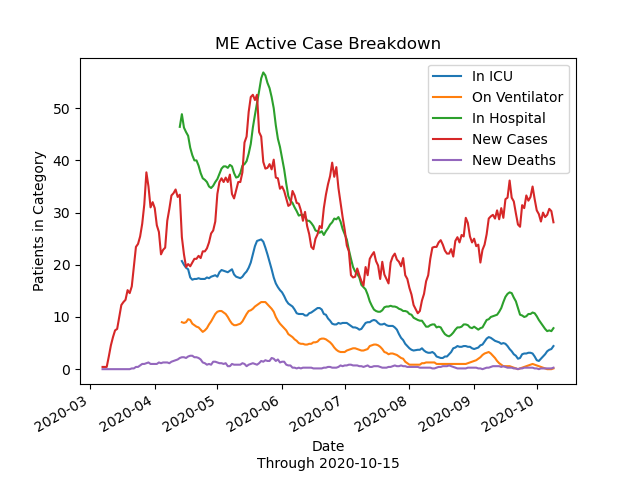 ME Active Case Breakdown
Patients in Category
50
40
30
20
10
0
In ICU
On Ventilator
In Hospital
New Cases
New Deaths
2020-03
2020-04
2020-05
2020-06
2020-07
2020-08
2020-09
2020-10
Date
Through 2020-10-15